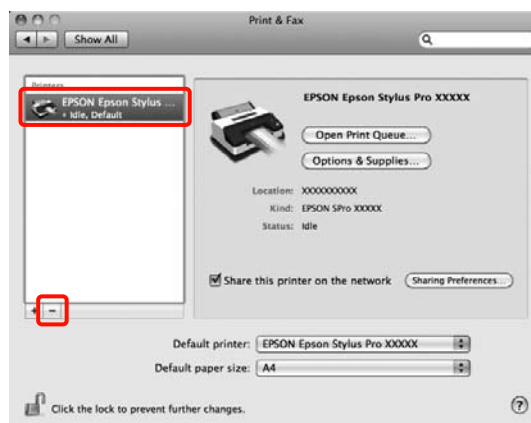 Print & Fax
Show All
Printers
EPSON Epson Stylus ...
• Idle, Default
+ −
EPSON Epson Stylus Pro XXXXX
Open Print Queue...
Options & Supplies...
Location: XXXXXXXXXX
Kind: EPSON SPro XXXXX
Status: Idle
Share this printer on the network
Sharing Preferences...
Default printer: EPSON Epson Stylus Pro XXXXX
Default paper size: A4
Click the lock to prevent further changes.
?